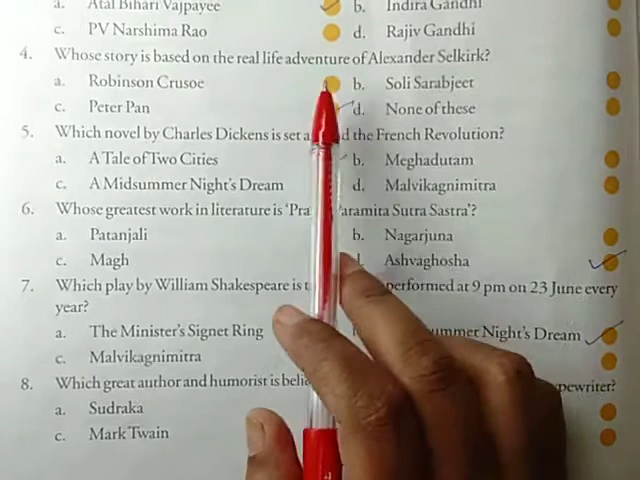 a. Atal Bihari Vajpayee b. Indira Gandhi
c. PV Narshima Rao d. Rajiv Gandhi
4. Whose story is based on the real life adventure of Alexander Selkirk?
a. Robinson Crusoe b. Soli Sarabjeet
c. Peter Pan d. None of these
5. Which novel by Charles Dickens is set the French Revolution?
a. A Tale of Two Cities b. Meghadutam
c. A Midsummer Night's Dream d. Malvikagnimitra
6. Whose greatest work in literature is 'Pra aramita Sutra Sastra'?
a. Patanjali b. Nagarjuna
c. Magh Ashvaghosha
7. Which play by William Shakespeare is performed at 9 pm on 23 June every
year?
a. The Minister's Signet Ring ummer Night's Dream
c. Malvikagnimitra
8. Which great author and humorist is pewriter?
a. Sudraka
c. Mark Twain